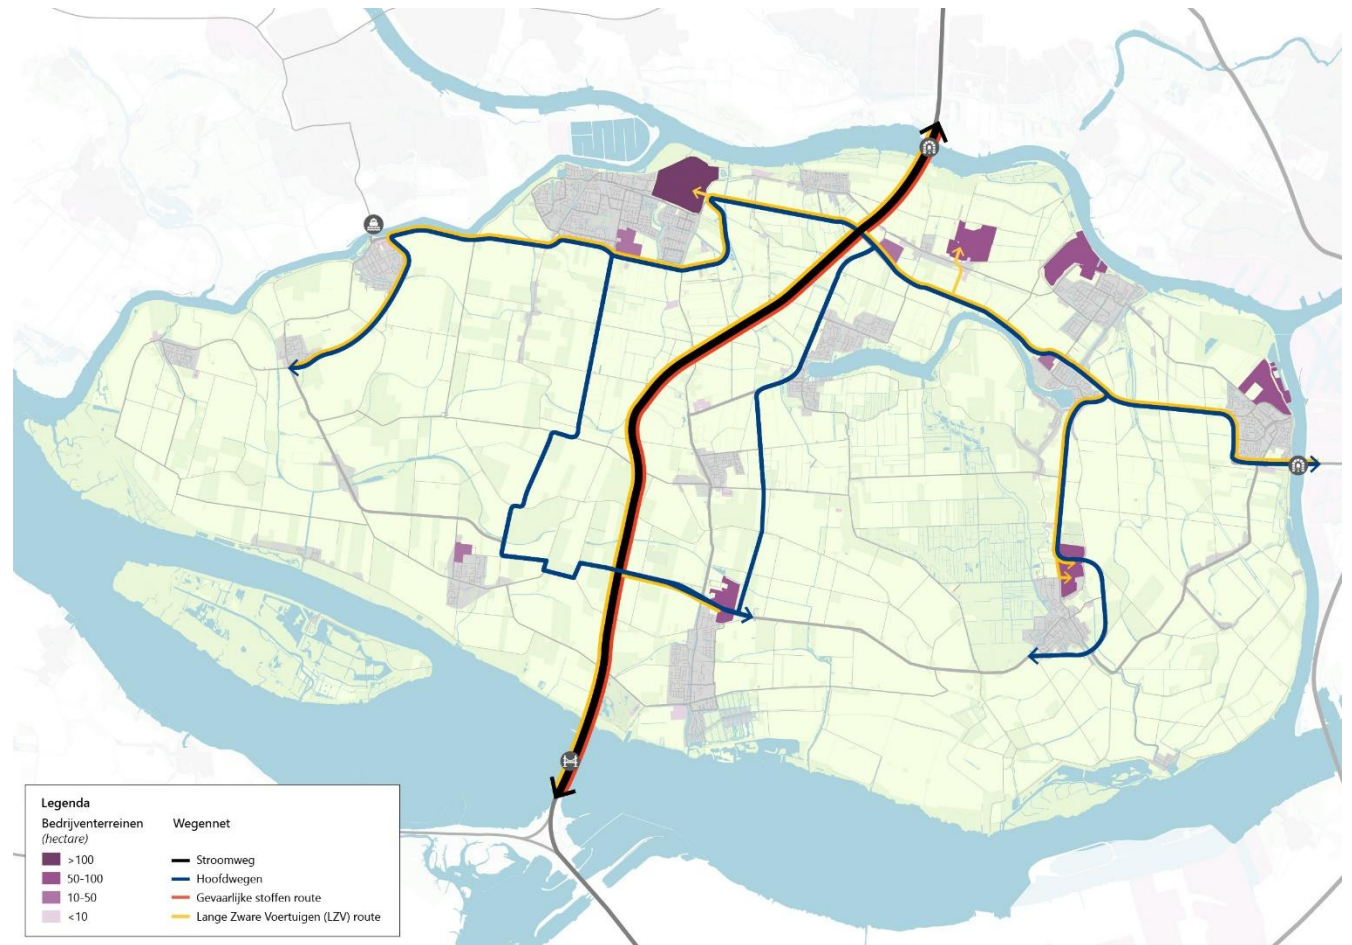 Legenda
Bedrijventerreinen
(hectare)
Wegennet
>100
50-100
10-50
<10
Stroomweg
Hoofdwegen
Gevaarlijke stoffen route
Lange Zware Voertuigen (LZV) route